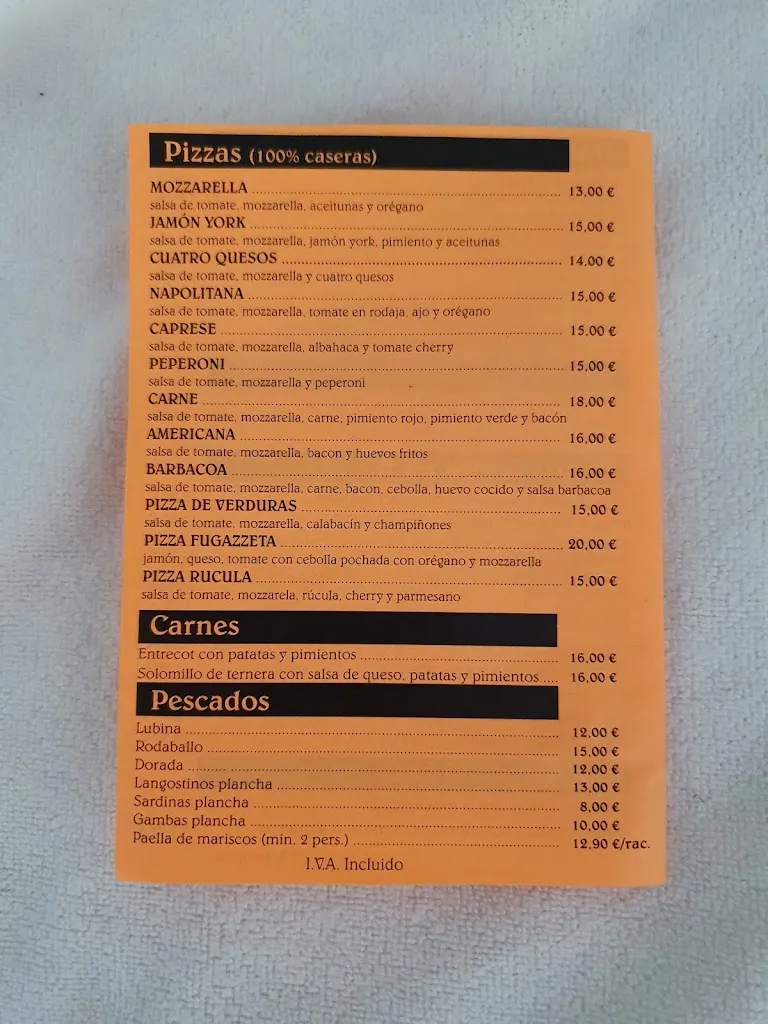 Pizzas (100% caseras)
MOZZARELLA ........ 13,00 €
salsa de tomate, mozzarella, aceitunas y orégano
JAMÓN YORK ........ 15,00 €
salsa de tomate, mozzarella, jamón york, pimiento y aceitunas
CUATRO QUESOS ........ 14,00 €
salsa de tomate, mozzarella y cuatro quesos
NAPOLITANA ........ 15,00 €
salsa de tomate, mozzarella, tomate en rodaja, ajo y orégano
CAPRESE ........ 15,00 €
salsa de tomate, mozzarella, albahaca y tomate cherry
PEPERONI ........ 15,00 €
salsa de tomate, mozzarella y peperoni
CARNE ........ 18,00 €
salsa de tomate, mozzarella, carne, pimiento rojo, pimiento verde y bacón
AMERICANA ........ 16,00 €
salsa de tomate, mozzarella, bacon y huevos fritos
BARBACOA ........ 16,00 €
salsa de tomate, mozzarella, carne, bacon, cebolla, huevo cocido y salsa barbacoa
PIZZA DE VERDURAS ........ 15,00 €
salsa de tomate, mozzarella, calabacín y champiñones
PIZZA FUGAZZETA ........ 20,00 €
jamón, queso, tomate con cebolla pochada con orégano y mozzarella
PIZZA RUCULA ........ 15,00 €
salsa de tomate, mozzarela, rúcula, cherry y parmesano
Carnes
Entrecot con patatas y pimientos ........ 16,00 €
Solomillo de ternera con salsa de queso, patatas y pimientos .... 16,00 €
Pescados
Lubina ........ 12,00 €
Rodaballo ........ 15,00 €
Dorada ........ 12,00 €
Langostinos plancha ........ 13,00 €
Sardinas plancha ........ 8,00 €
Gambas plancha ........ 10,00 €
Paella de mariscos (min. 2 pers.) ........ 12,90 €/rac.
I.V.A. Incluido